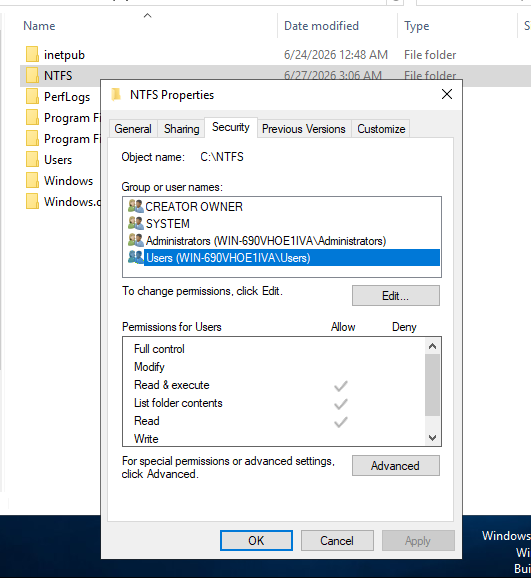 Name Date modified Type S
inetpub 6/24/2026 12:48 AM File folder
NTFS 6/27/2026 3:06 AM File folder
PerfLogs
Program Fi
Program Fi
Users
Windows
Windows.o
NTFS Properties
General Sharing Security Previous Versions Customize
Object name: C:\NTFS
Group or user names:
CREATOR OWNER
SYSTEM
Administrators (WIN-690VHOE1IVA\Administrators)
Users (WIN-690VHOE1IVA\Users)
To change permissions, click Edit. Edit...
Permissions for Users Allow Deny
Full control
Modify
Read & execute
List folder contents
Read
Write
For special permissions or advanced settings, click Advanced. Advanced
OK Cancel Apply
Windows
Wi
Bui